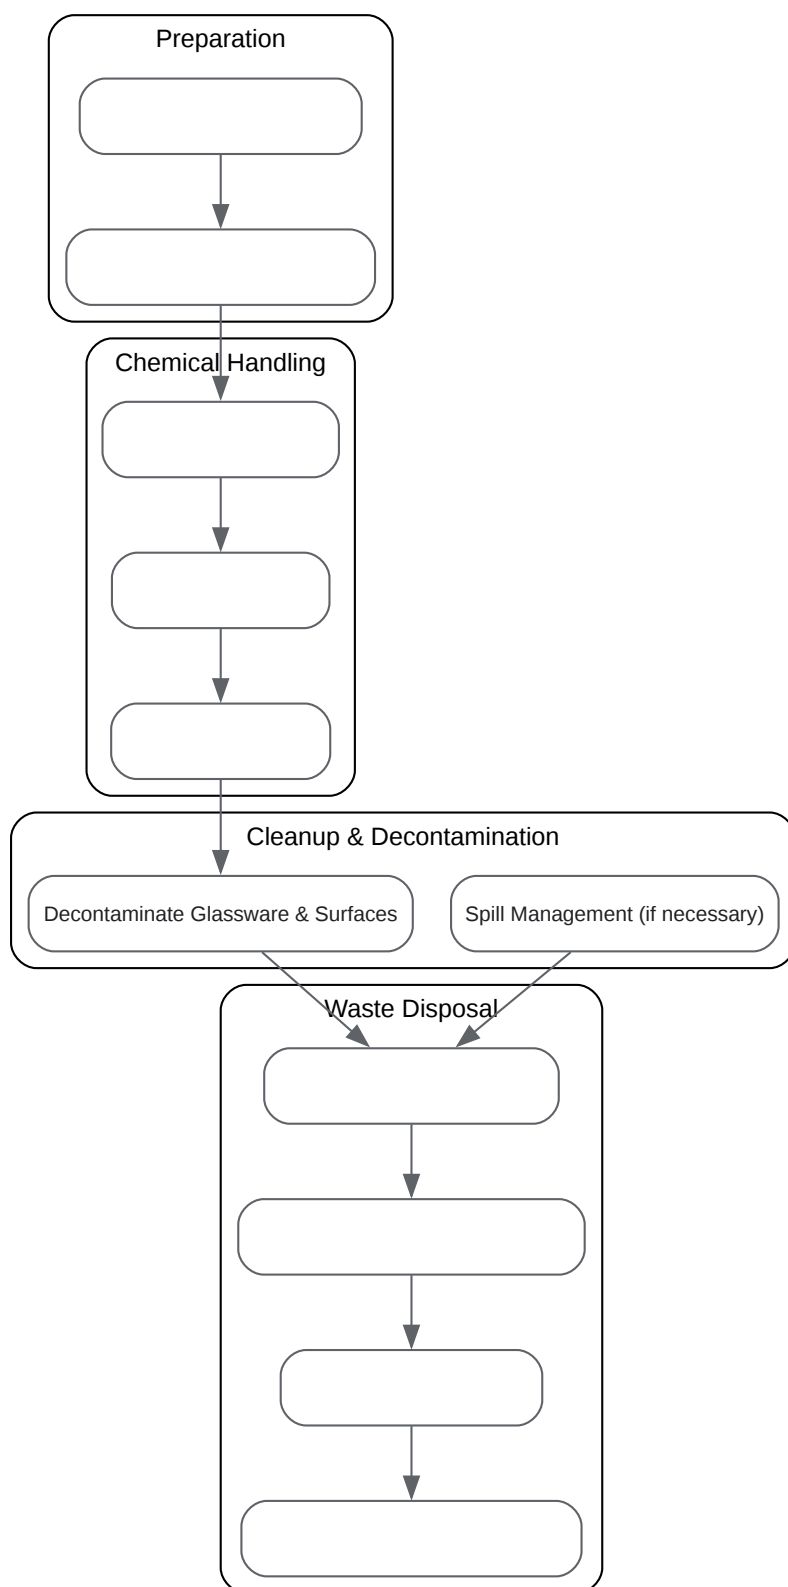 Preparation
Chemical Handling
Cleanup & Decontamination
Decontaminate Glassware & Surfaces
Spill Management (if necessary)
Waste Disposal